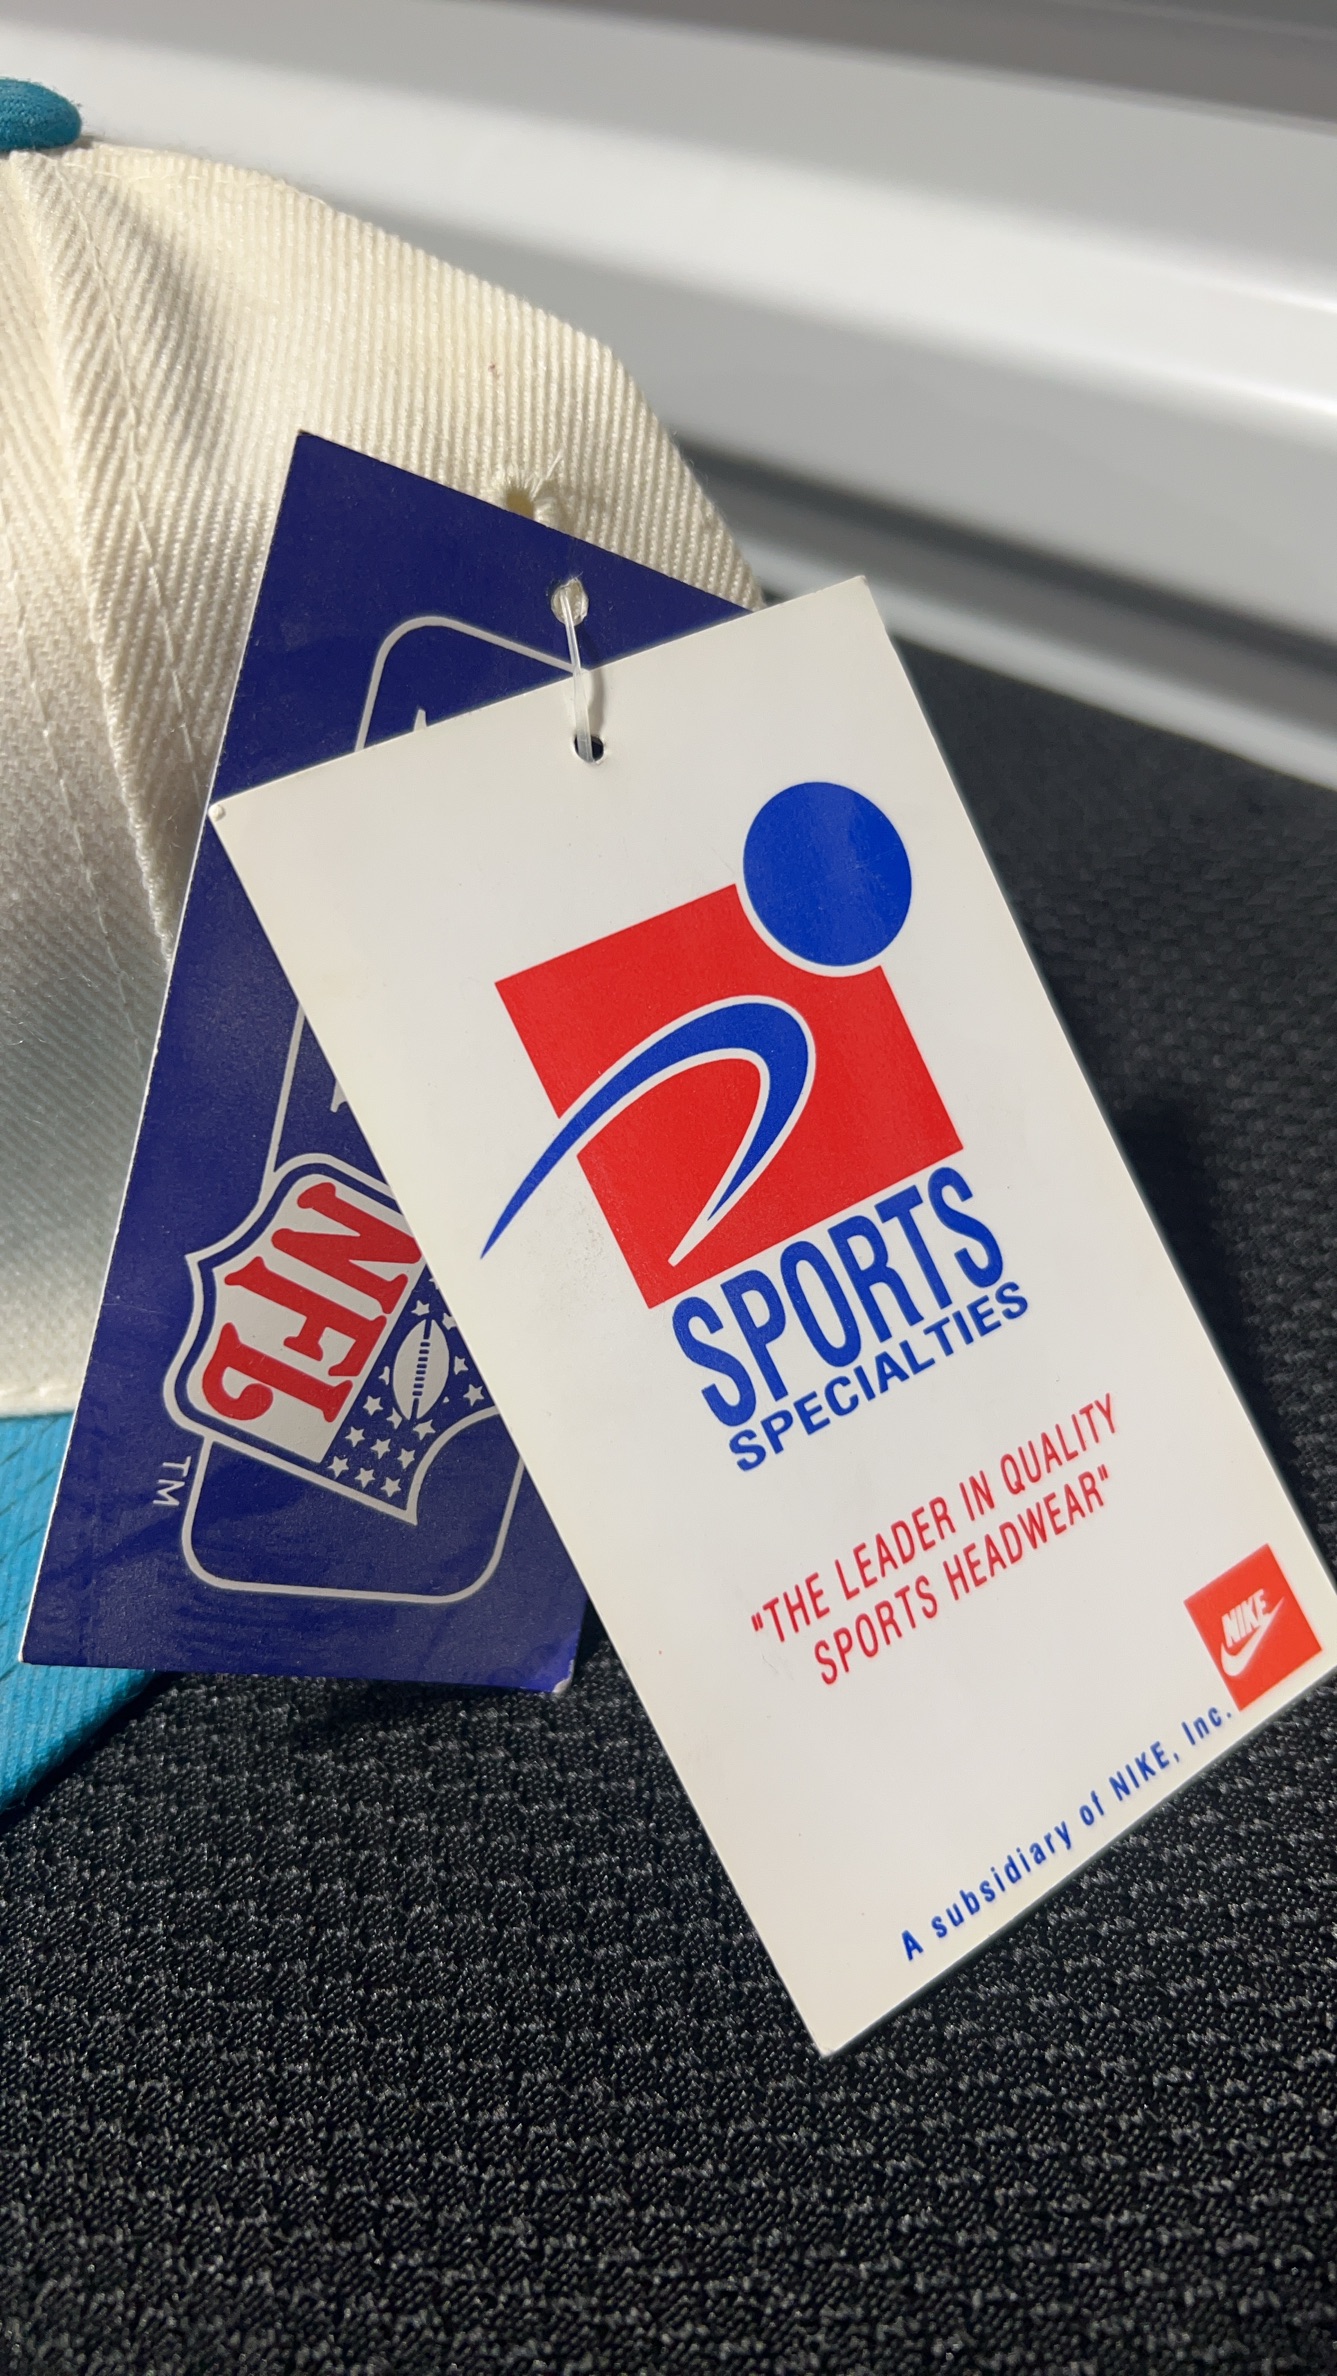 NFL
TM
SPORTS
SPECIALTIES
"THE LEADER IN QUALITY
SPORTS HEADWEAR"
NIKE
A subsidiary of NIKE, Inc.